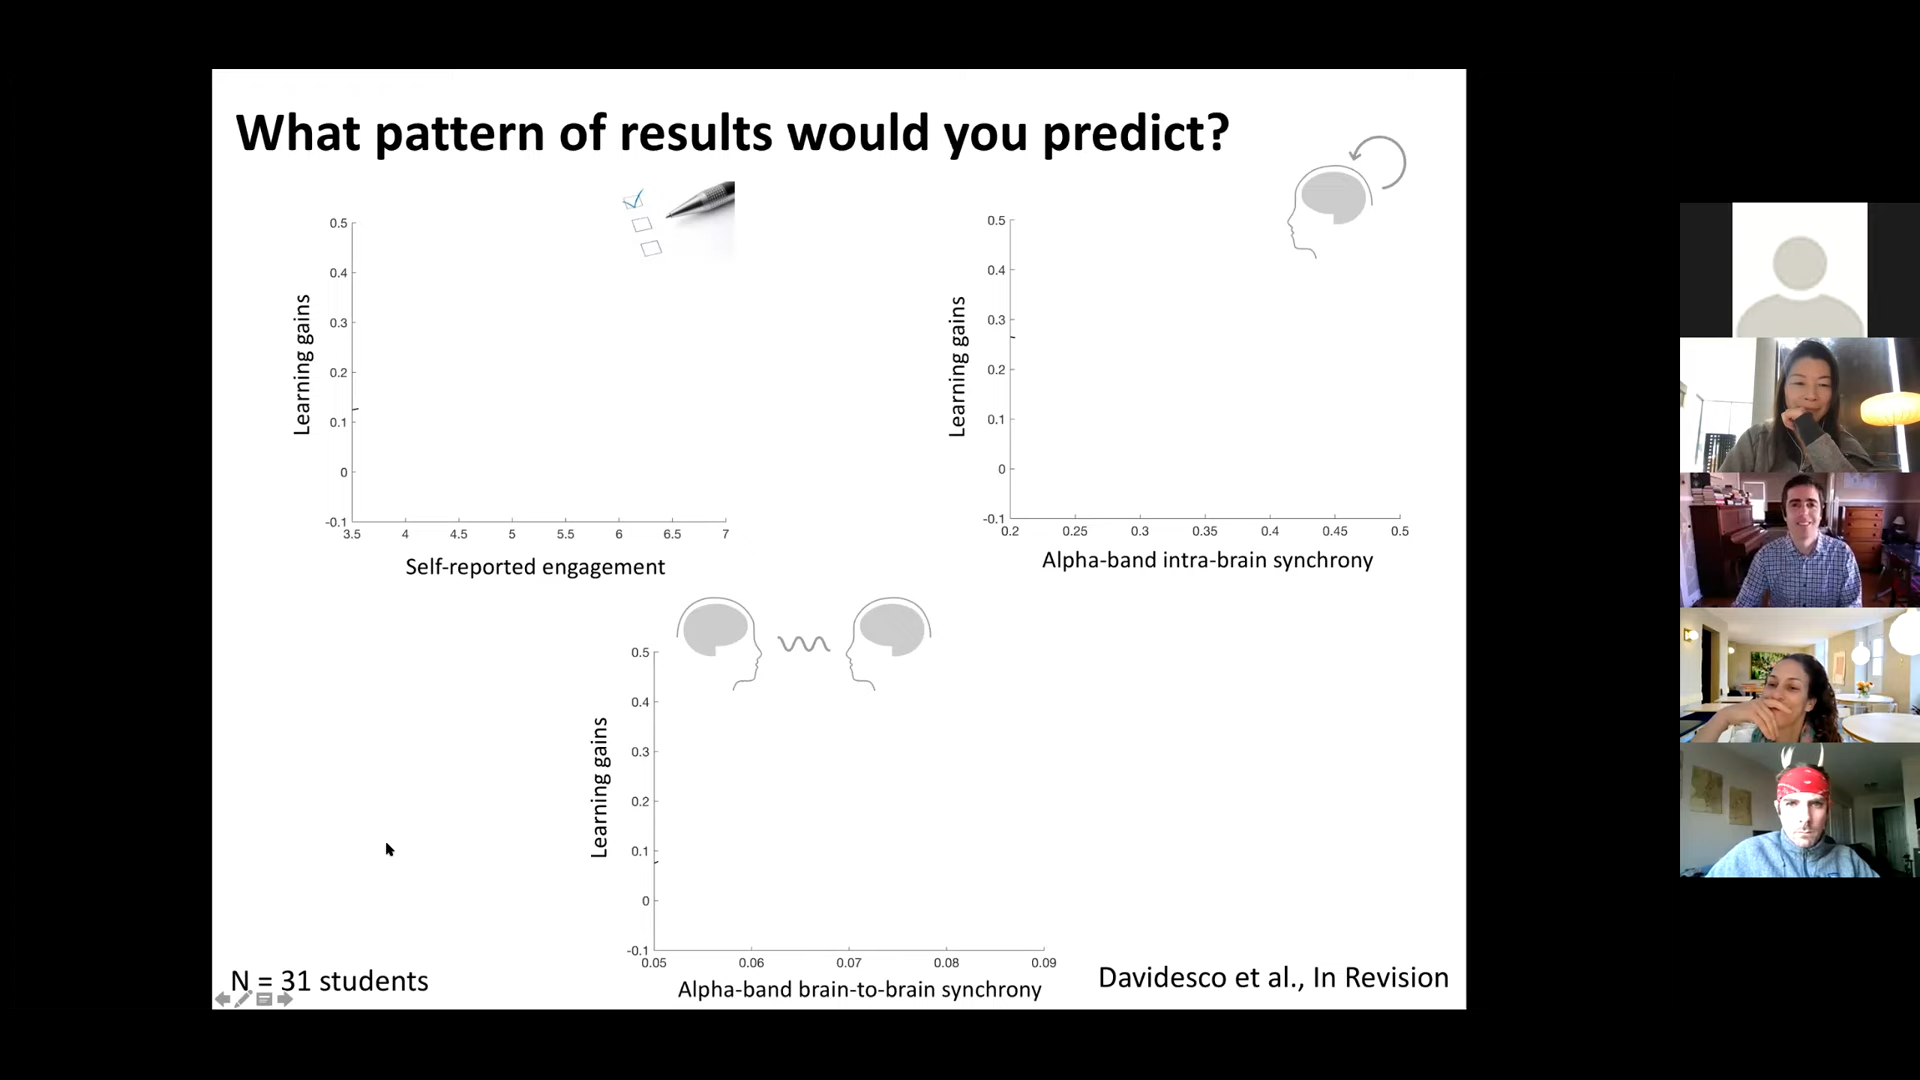 What pattern of results would you predict?
0.5
0.4
0.3
0.2
0.1
0
-0.1
Learning gains
3.5 4 4.5 5 5.5 6 6.5 7
Self-reported engagement
0.5
0.4
0.3
0.2
0.1
0
-0.1
Learning gains
0.2 0.25 0.3 0.35 0.4 0.45 0.5
Alpha-band intra-brain synchrony
0.5
0.4
0.3
0.2
0.1
0
-0.1
Learning gains
0.05 0.06 0.07 0.08 0.09
Alpha-band brain-to-brain synchrony
N = 31 students
Davidesco et al., In Revision